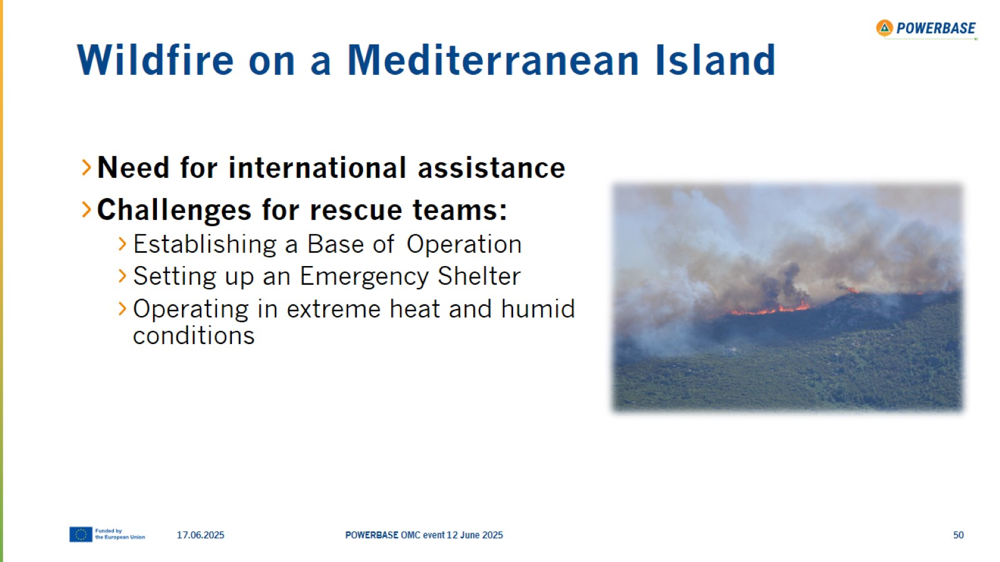 POWERBASE
Wildfire on a Mediterranean Island
Need for international assistance
Challenges for rescue teams:
Establishing a Base of Operation
Setting up an Emergency Shelter
Operating in extreme heat and humid
conditions
Funded by
the European Union
17.06.2025
POWERBASE OMC event 12 June 2025
50